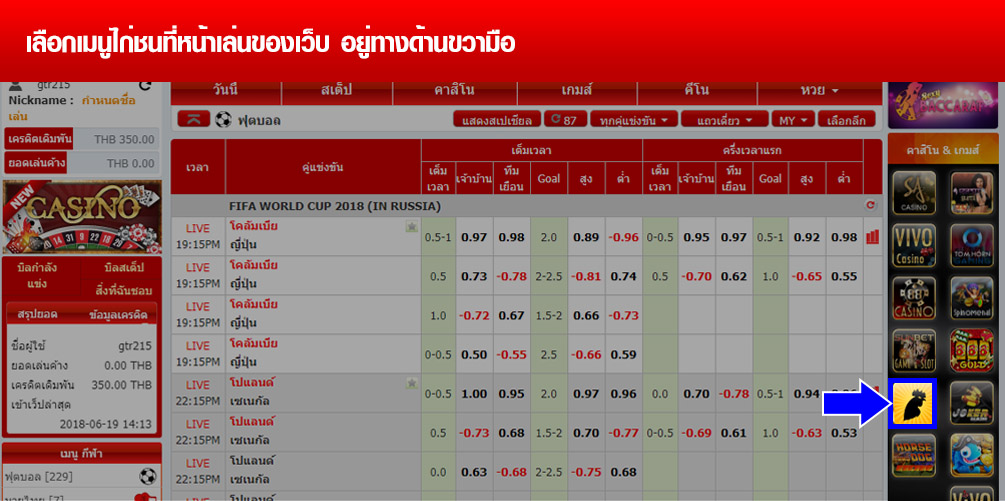 เลือกเมนูไก่ชนที่หน้าเล่นของเว็บ อยู่ทางด้านขวามือ
gtr215
Nickname : กำหนดชื่อ
เล่น
เครดิตเดิมพัน THB 350.00
ยอดเล่นค้าง THB 0.00
NEW
CASINO
บิลกำลัง บิลสเต็ป
แข่ง สิ่งที่ฉันชอบ
สรุปยอด ข้อมูลเครดิต
ชื่อผู้ใช้ gtr215
ยอดค้าง 0.00 THB
เครดิตเดิมพัน 350.00 THB
เข้าเว็ปล่าสุด
2018-06-19 14:13
เมนู กีฬา
ฟุตบอล [229]
มวยไทย [7]
วันนี้ สเต็ป คาสิโน เกมส์ คีโน หวย
ฟุตบอล แสดงสเปเชียล 87 ทุกคู่แข่งขัน แถวเดี่ยว MY เลือกลีก
เวลา คู่แข่งขัน เต็มเวลา ครึ่งเวลาแรก
เต็มเวลา เจ้าบ้าน ทีมเยือน Goal สูง ต่ำ เต็มเวลา เจ้าบ้าน ทีมเยือน Goal สูง ต่ำ
FIFA WORLD CUP 2018 (IN RUSSIA)
LIVE โคลัมเบีย
19:15PM ญี่ปุ่น 0.5-1 0.97 0.98 2.0 0.89 -0.96 0-0.5 0.95 0.97 0.5-1 0.92 0.98
LIVE โคลัมเบีย
19:15PM ญี่ปุ่น 0.5 0.73 -0.78 2-2.5 -0.81 0.74 0.5 -0.70 0.62 1.0 -0.65 0.55
LIVE โคลัมเบีย
19:15PM ญี่ปุ่น 1.0 -0.72 0.67 1.5-2 0.66 -0.73
LIVE โคลัมเบีย
19:15PM ญี่ปุ่น 0-0.5 0.50 -0.55 2.5 -0.66 0.59
LIVE โปแลนด์
22:15PM เซเนกัล 0-0.5 1.00 0.95 2.0 0.97 0.96 0.0 0.70 -0.78 0.5-1 0.94
LIVE โปแลนด์
22:15PM เซเนกัล 0.5 -0.73 0.68 1.5-2 0.70 -0.77 0-0.5 -0.69 0.61 1.0 -0.63 0.53
LIVE โปแลนด์
22:15PM เซเนกัล 0.0 0.63 -0.68 2-2.5 -0.75 0.68
LIVE โปแลนด์
Sexy
BACCARAT
คาสิโน & เกมส์
SA
CASINO
VIVO
Casino
TOM HORN
GAMING
CASINO
Spinomenal
GAME & SLOT
GOLD
JOKER
HORSE
DOG
VIVO